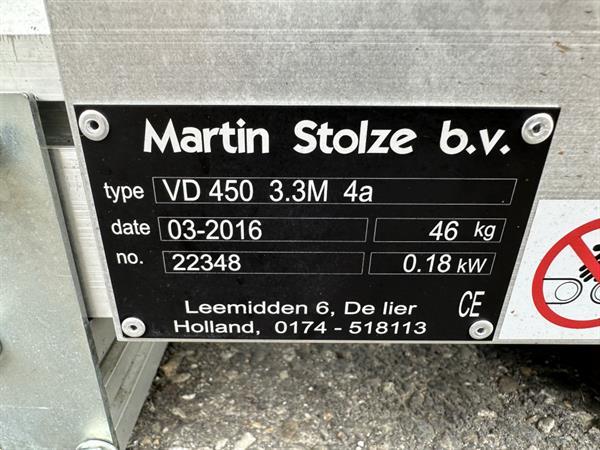 Martin Stolze b.v.
type VD 450 3.3M 4a
date 03-2016 46 kg
no. 22348 0.18 kW
Leemidden 6, De lier CE
Holland, 0174 - 518113